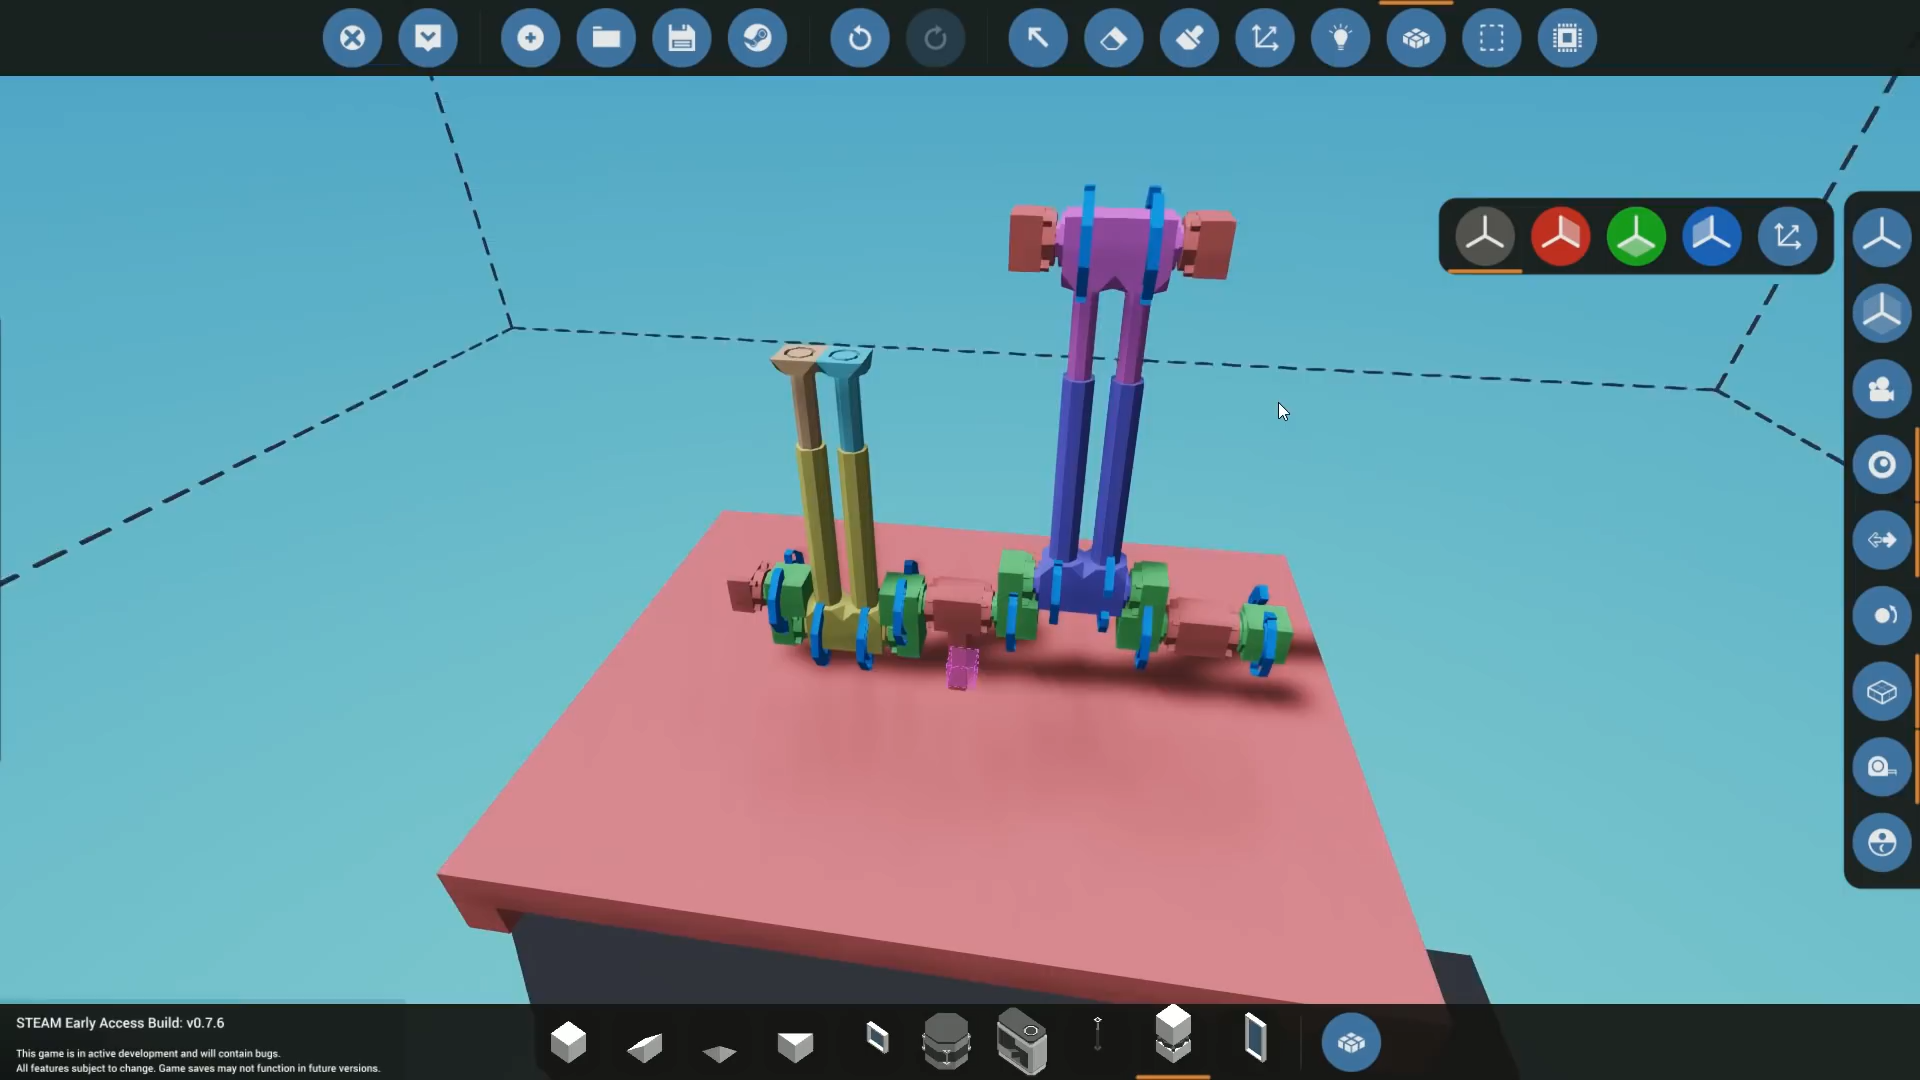 STEAM Early Access Build: v0.7.6
This game is in active development and will contain bugs.
All features subject to change. Game saves may not function in future versions.